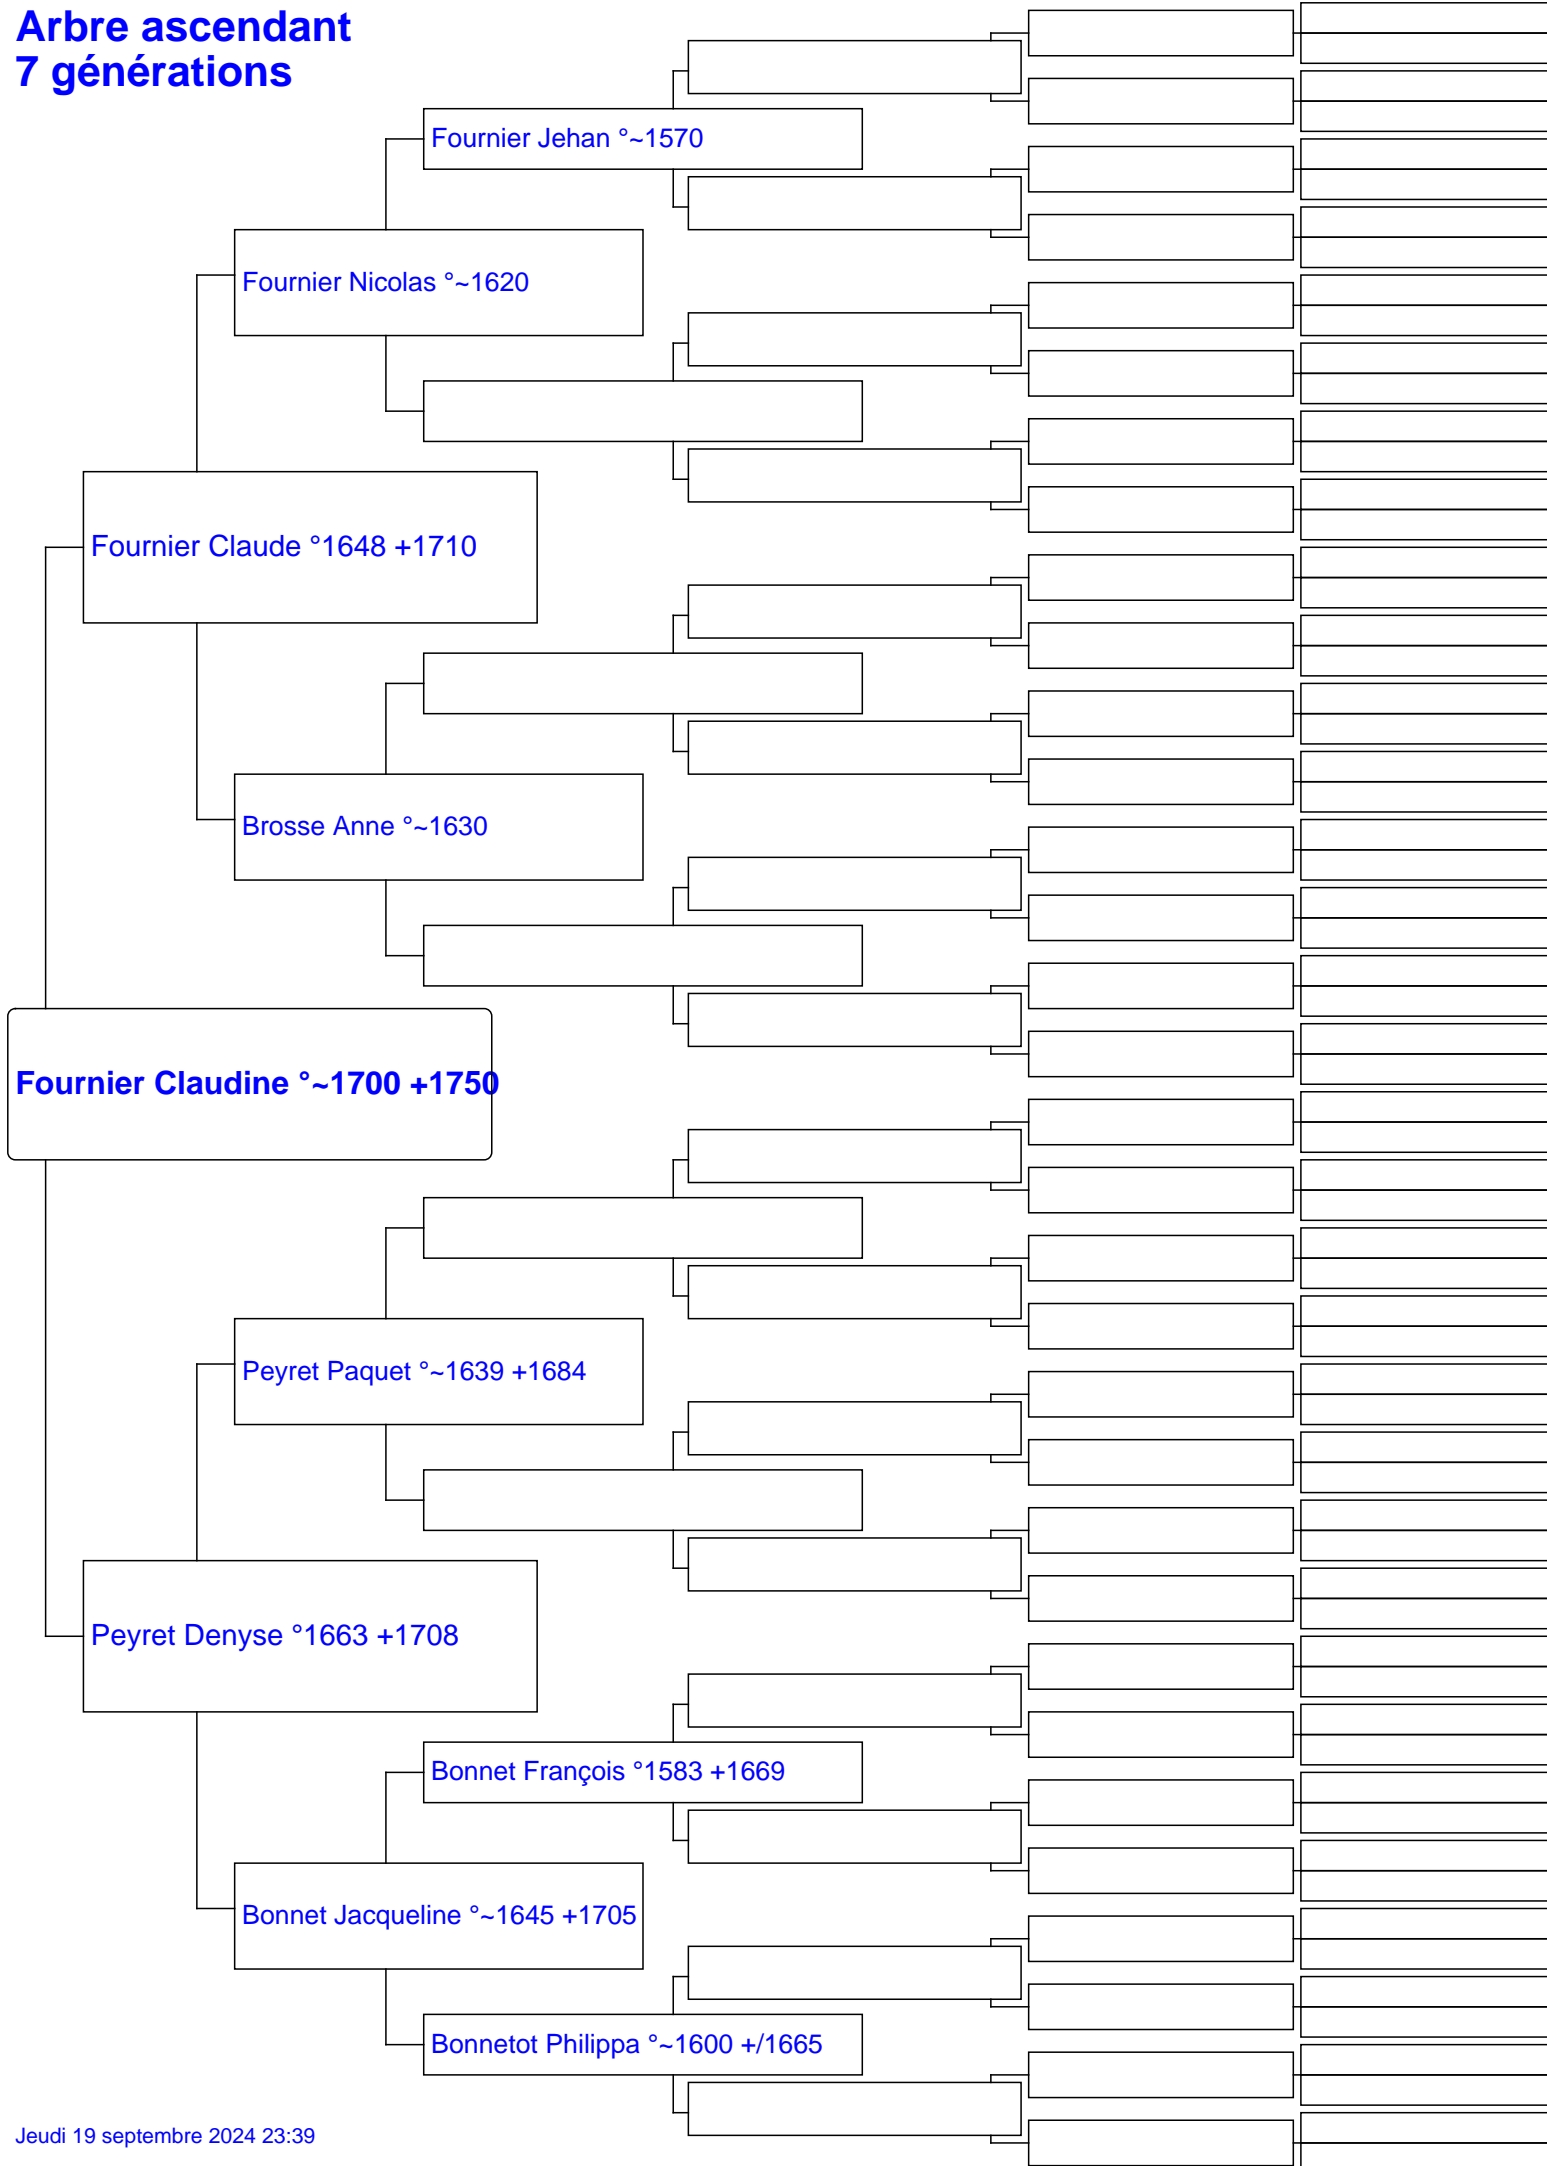 Arbre ascendant
7 générations
Fournier Jehan °~1570
Fournier Nicolas °~1620
Fournier Claude °1648 +1710
Brosse Anne °~1630
Fournier Claudine °~1700 +1750
Peyret Paquet °~1639 +1684
Peyret Denyse °1663 +1708
Bonnet François °1583 +1669
Bonnet Jacqueline °~1645 +1705
Bonnetot Philippa °~1600 +/1665
Jeudi 19 septembre 2024 23:39